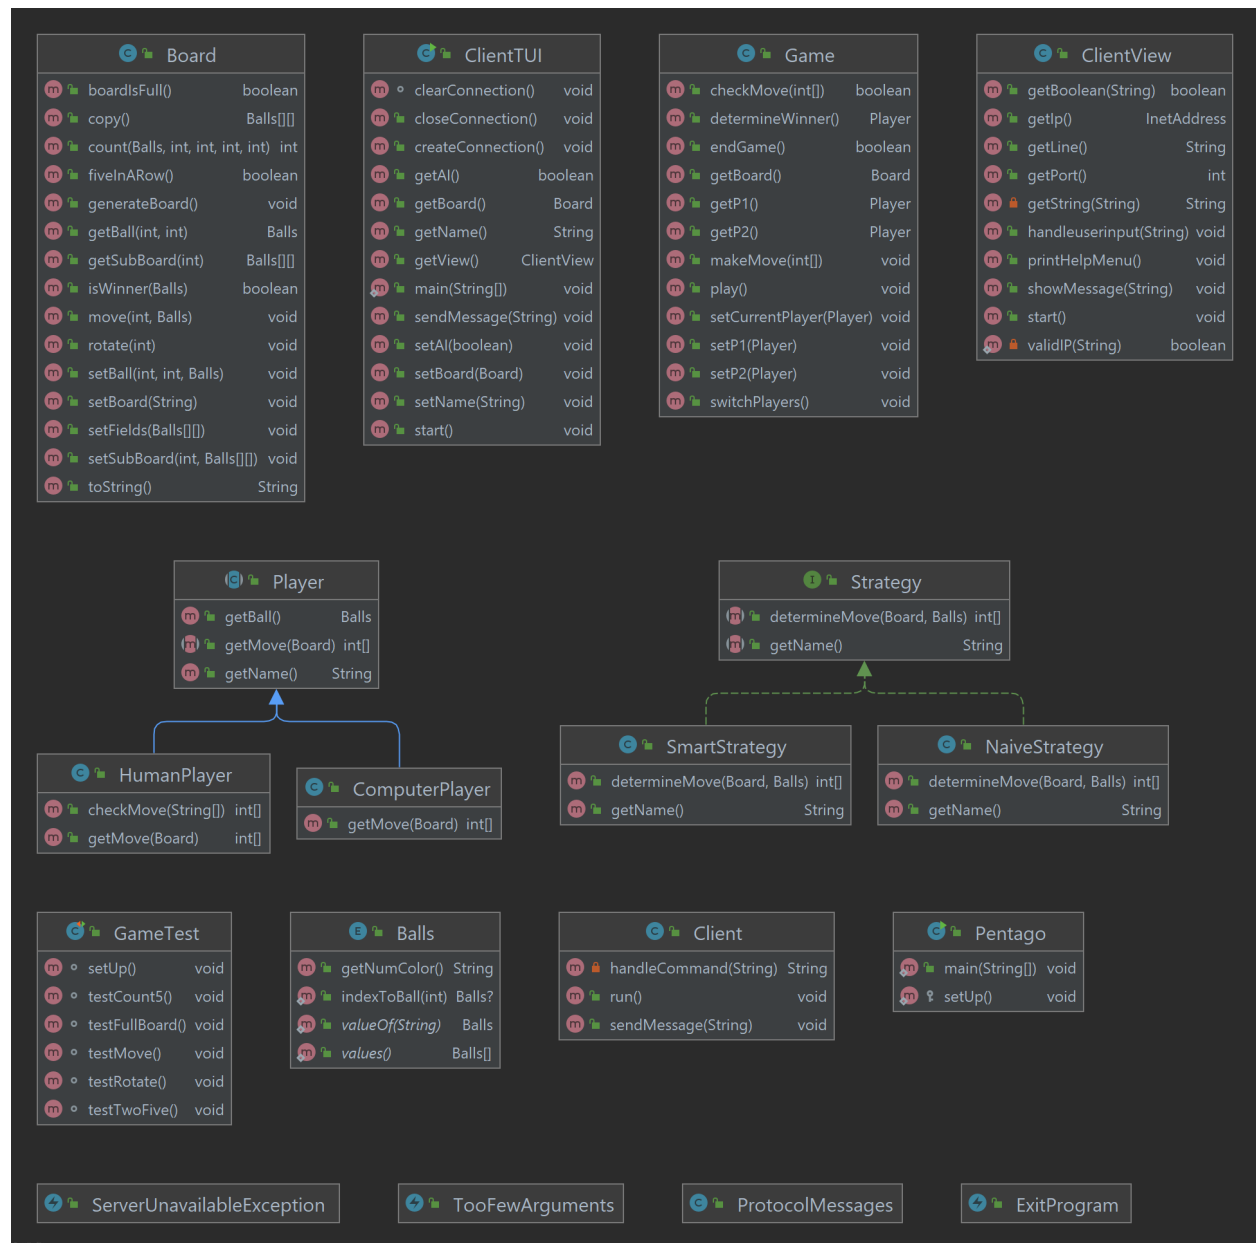 Board
boardIsFull() boolean
copy() Balls[][]
count(Balls, int, int, int, int) int
fiveInARow() boolean
generateBoard() void
getBall(int, int) Balls
getSubBoard(int) Balls[][]
isWinner(Balls) boolean
move(int, Balls) void
rotate(int) void
setBall(int, int, Balls) void
setBoard(String) void
setFields(Balls[][]) void
setSubBoard(int, Balls[][]) void
toString() String
ClientTUI
clearConnection() void
closeConnection() void
createConnection() void
getAI() boolean
getBoard() Board
getName() String
getView() ClientView
main(String[]) void
sendMessage(String) void
setAI(boolean) void
setBoard(Board) void
setName(String) void
start() void
Game
checkMove(int[]) boolean
determineWinner() Player
endGame() boolean
getBoard() Board
getP1() Player
getP2() Player
makeMove(int[]) void
play() void
setCurrentPlayer(Player) void
setP1(Player) void
setP2(Player) void
switchPlayers() void
ClientView
getBoolean(String) boolean
getIp() InetAddress
getLine() String
getPort() int
getString(String) String
handleuserinput(String) void
printHelpMenu() void
showMessage(String) void
start() void
validIP(String) boolean
Player
getBall() Balls
getMove(Board) int[]
getName() String
Strategy
determineMove(Board, Balls) int[]
getName() String
HumanPlayer
checkMove(String[]) int[]
getMove(Board) int[]
ComputerPlayer
getMove(Board) int[]
SmartStrategy
determineMove(Board, Balls) int[]
getName() String
NaiveStrategy
determineMove(Board, Balls) int[]
getName() String
GameTest
setUp() void
testCount5() void
testFullBoard() void
testMove() void
testRotate() void
testTwoFive() void
Balls
getNumColor() String
indexToBall(int) Balls?
valueOf(String) Balls
values() Balls[]
Client
handleCommand(String) String
run() void
sendMessage(String) void
Pentago
main(String[]) void
setUp() void
ServerUnavailableException
TooFewArguments
ProtocolMessages
ExitProgram